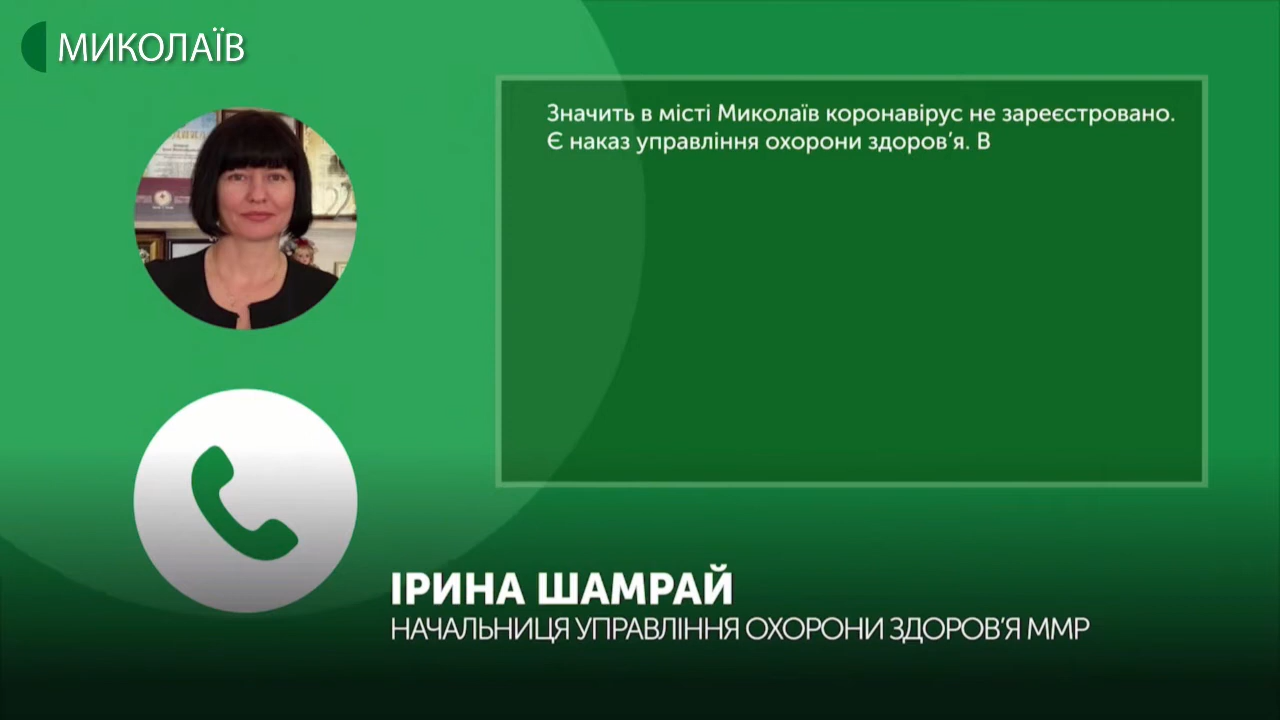 МИКОЛАЇВ
Значить в місті Миколаїв коронавірус не зареєстровано.
Є наказ управління охорони здоров’я. В
ІРИНА ШАМРАЙ
НАЧАЛЬНИЦЯ УПРАВЛІННЯ ОХОРОНИ ЗДОРОВ’Я ММР